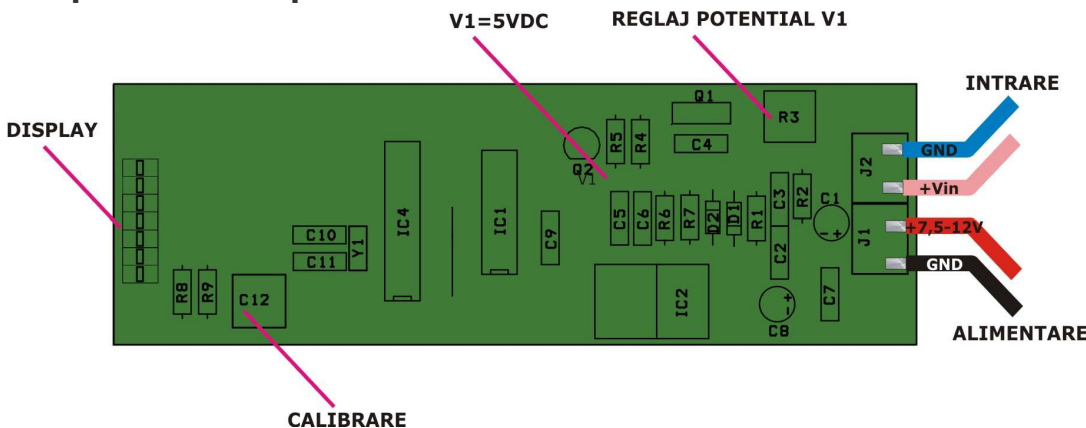 V1=5VDC
REGLAJ POTENTIAL V1
INTRARE
DISPLAY
Q1
R3
R5
R4
C4
Q2
V1
GND
J2
+Vin
IC4
IC1
C5
C6
R6
R7
D2
D1
R1
C3
R2
C1
-+
+7,5-12V
J1
C10
C11
Y1
C9
C2
GND
R8
R9
C12
IC2
+
-
C8
C7
ALIMENTARE
CALIBRARE